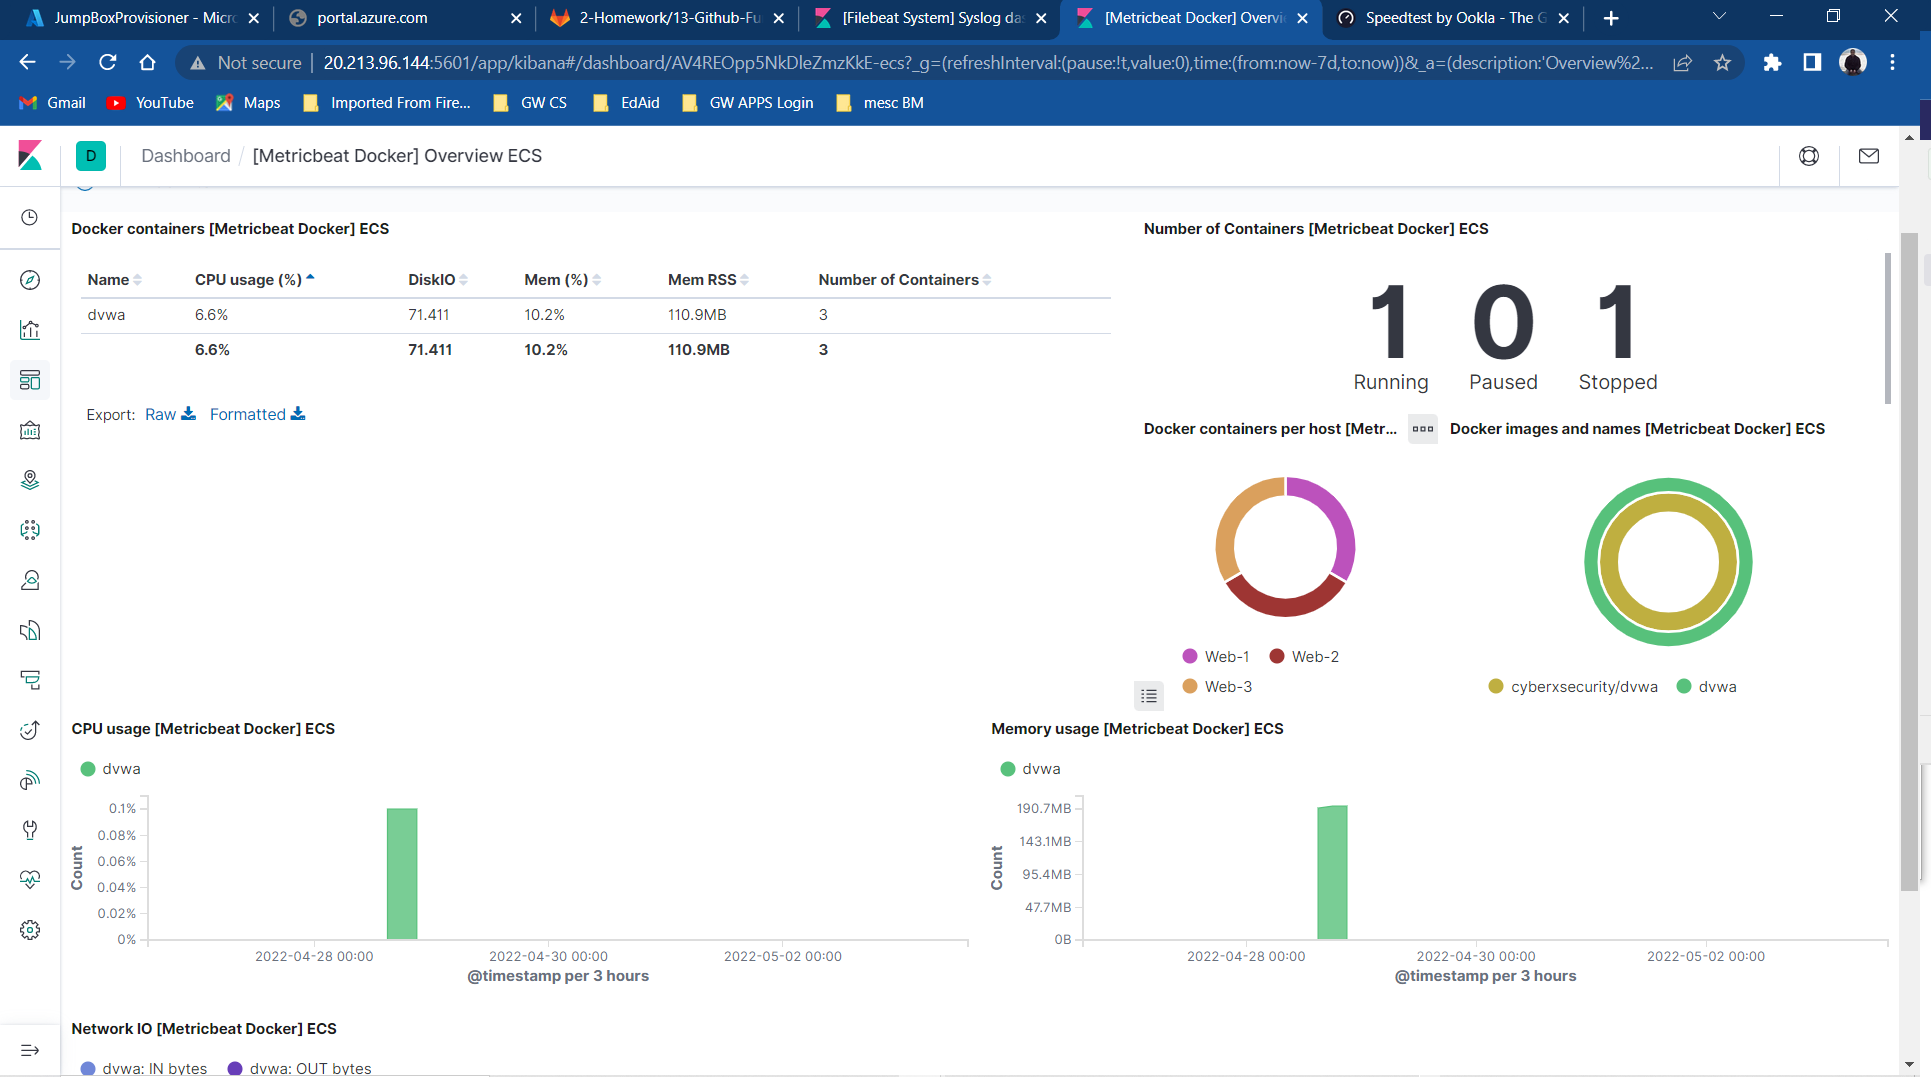 JumpBoxProvisioner - Micro
portal.azure.com
2-Homework/13-Github-Fu
[Filebeat System] Syslog das
[Metricbeat Docker] Overvi
Speedtest by Ookla - The G
Not secure | 20.213.96.144:5601/app/kibana#/dashboard/AV4REOpp5NkDleZmzKkE-ecs?_g=(refreshInterval:(pause:!t,value:0),time:(from:now-7d,to:now))&_a=(description:'Overview%2...
Gmail YouTube Maps Imported From Fire... GW CS EdAid GW APPS Login mesc BM
D Dashboard / [Metricbeat Docker] Overview ECS
Docker containers [Metricbeat Docker] ECS
Name CPU usage (%) DiskIO Mem (%) Mem RSS Number of Containers
dvwa 6.6% 71.411 10.2% 110.9MB 3
6.6% 71.411 10.2% 110.9MB 3
Export: Raw Formatted
Number of Containers [Metricbeat Docker] ECS
1 0 1
Running Paused Stopped
Docker containers per host [Metr...
Web-1 Web-2
Web-3
Docker images and names [Metricbeat Docker] ECS
cyberxsecurity/dvwa dvwa
CPU usage [Metricbeat Docker] ECS
dvwa
0.1%
0.08%
0.06%
0.04%
0.02%
0%
Count
2022-04-28 00:00 2022-04-30 00:00 2022-05-02 00:00
@timestamp per 3 hours
Memory usage [Metricbeat Docker] ECS
dvwa
190.7MB
143.1MB
95.4MB
47.7MB
0B
Count
2022-04-28 00:00 2022-04-30 00:00 2022-05-02 00:00
@timestamp per 3 hours
Network IO [Metricbeat Docker] ECS
dvwa: IN bytes dvwa: OUT bytes